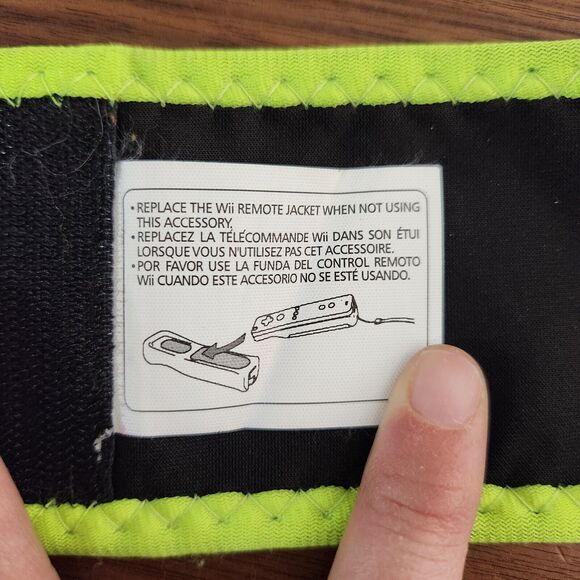 • REPLACE THE Wii REMOTE JACKET WHEN NOT USING
THIS ACCESSORY.
• REPLACEZ LA TÉLÉCOMMANDE Wii DANS SON ÉTUI
LORSQUE VOUS N'UTILISEZ PAS CET ACCESSOIRE.
• POR FAVOR USE LA FUNDA DEL CONTROL REMOTO
Wii CUANDO ESTE ACCESORIO NO SE ESTÉ USANDO.